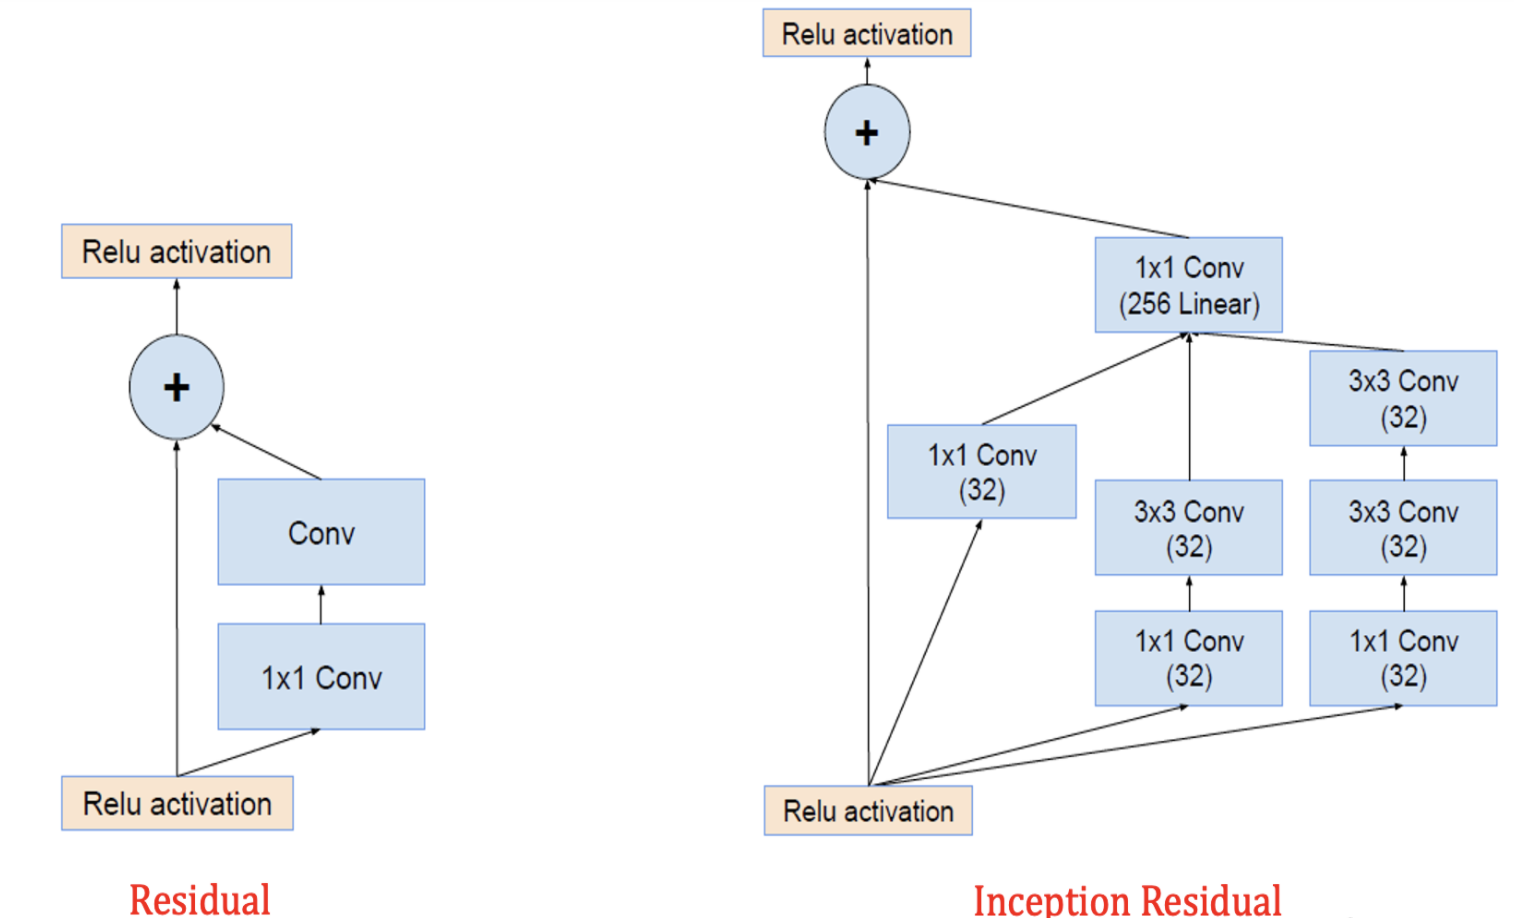 Relu activation
+
Conv
1x1 Conv
Relu activation
Residual
Relu activation
+
1x1 Conv
(256 Linear)
1x1 Conv
(32)
3x3 Conv
(32)
1x1 Conv
(32)
3x3 Conv
(32)
3x3 Conv
(32)
1x1 Conv
(32)
Relu activation
Inception Residual